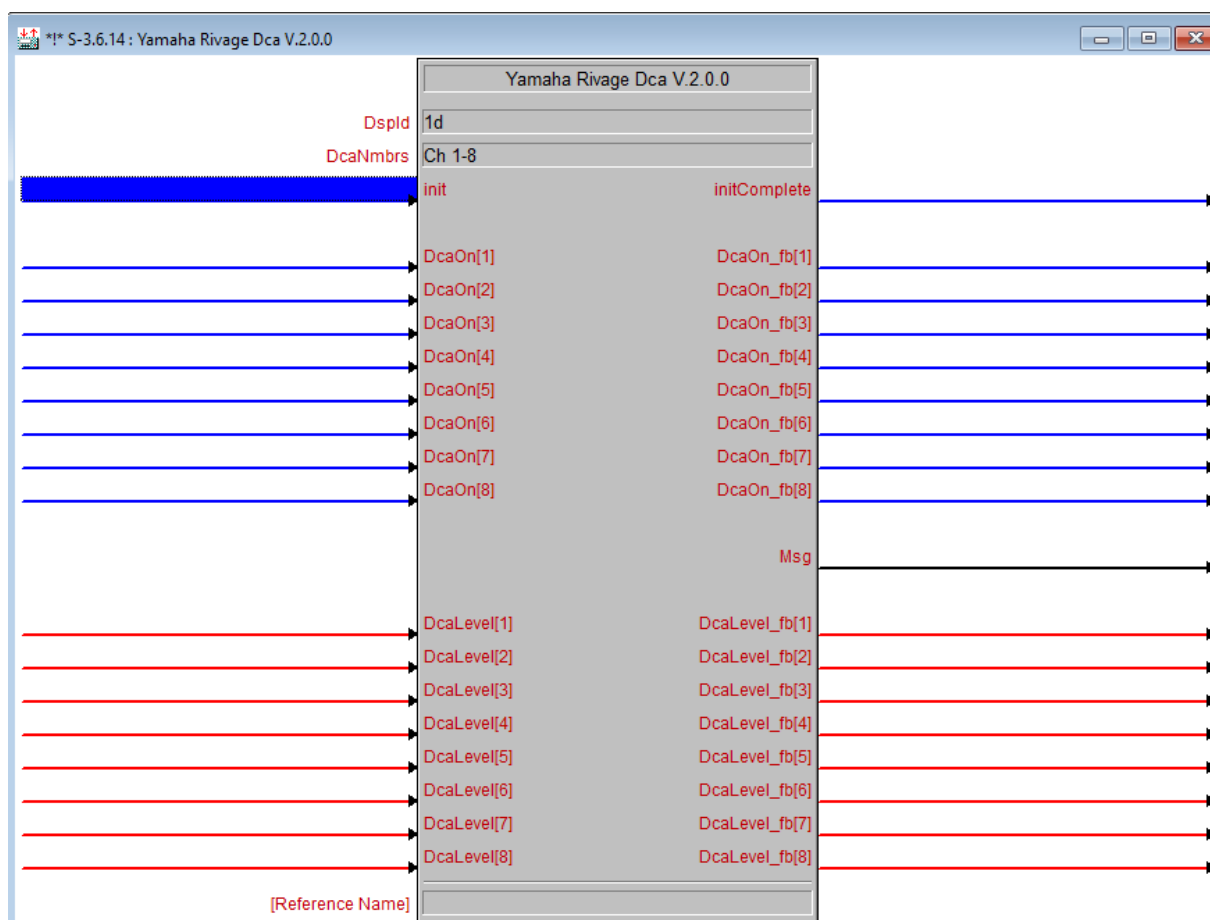 *!* S-3.6.14 : Yamaha Rivage Dca V.2.0.0
Yamaha Rivage Dca V.2.0.0
DspId 1d
DcaNmbrs Ch 1-8
init initComplete
DcaOn[1] DcaOn_fb[1]
DcaOn[2] DcaOn_fb[2]
DcaOn[3] DcaOn_fb[3]
DcaOn[4] DcaOn_fb[4]
DcaOn[5] DcaOn_fb[5]
DcaOn[6] DcaOn_fb[6]
DcaOn[7] DcaOn_fb[7]
DcaOn[8] DcaOn_fb[8]
Msg
DcaLevel[1] DcaLevel_fb[1]
DcaLevel[2] DcaLevel_fb[2]
DcaLevel[3] DcaLevel_fb[3]
DcaLevel[4] DcaLevel_fb[4]
DcaLevel[5] DcaLevel_fb[5]
DcaLevel[6] DcaLevel_fb[6]
DcaLevel[7] DcaLevel_fb[7]
DcaLevel[8] DcaLevel_fb[8]
[Reference Name]